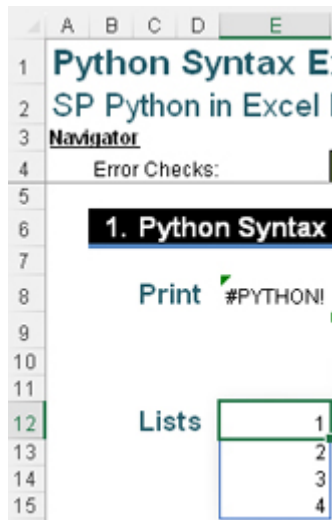 A B C D E
1 Python Syntax E
2 SP Python in Excel
3 Navigator
4 Error Checks:
5
6 1. Python Syntax
7
8 Print #PYTHON!
9
10
11
12 Lists 1
13 2
14 3
15 4